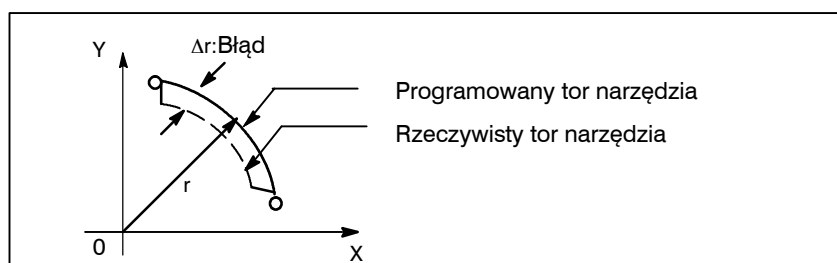 Y
Δr:Błąd
Programowany tor narzędzia
Rzeczywisty tor narzędzia
r
0
X